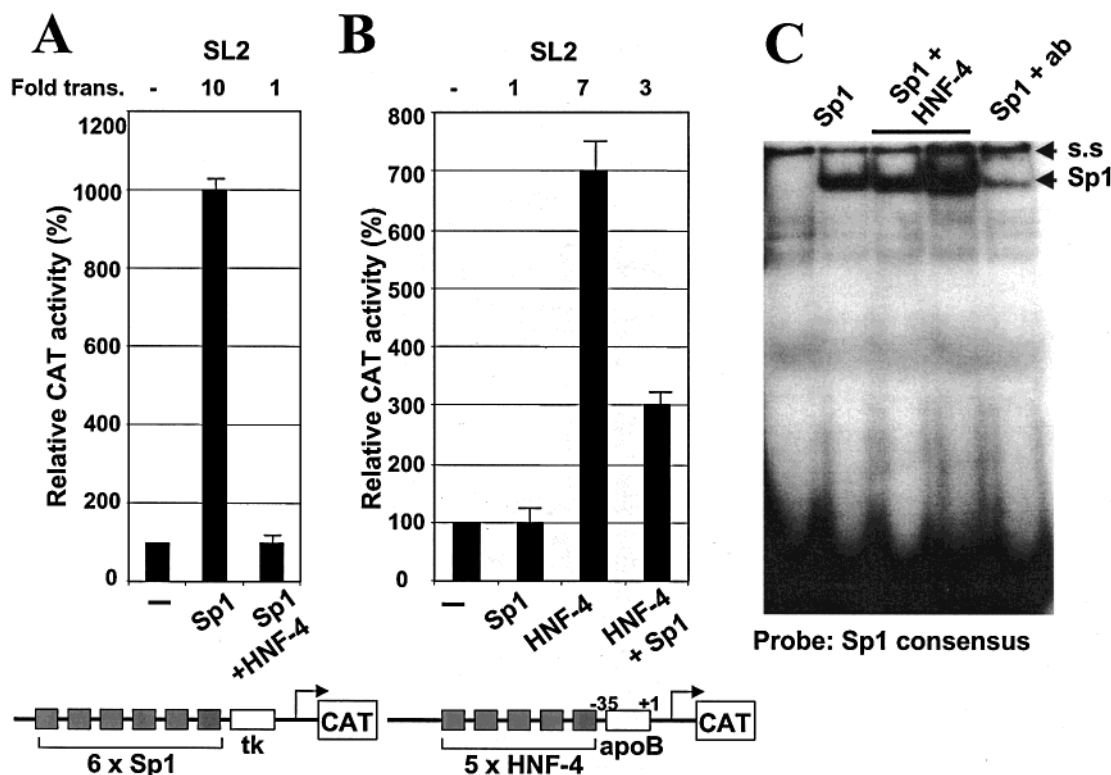 A
SL2
Fold trans. - 10 1
Relative CAT activity (%)
1200
1000
800
600
400
200
0
–
Sp1
Sp1
+HNF-4
6 x Sp1
tk
CAT
B
SL2
- 1 7 3
Relative CAT activity (%)
800
700
600
500
400
300
200
100
0
–
Sp1
HNF-4
HNF-4
+ Sp1
5 x HNF-4
-35 +1
apoB
CAT
C
Sp1
Sp1 +
HNF-4
Sp1 + ab
s.s
Sp1
Probe: Sp1 consensus